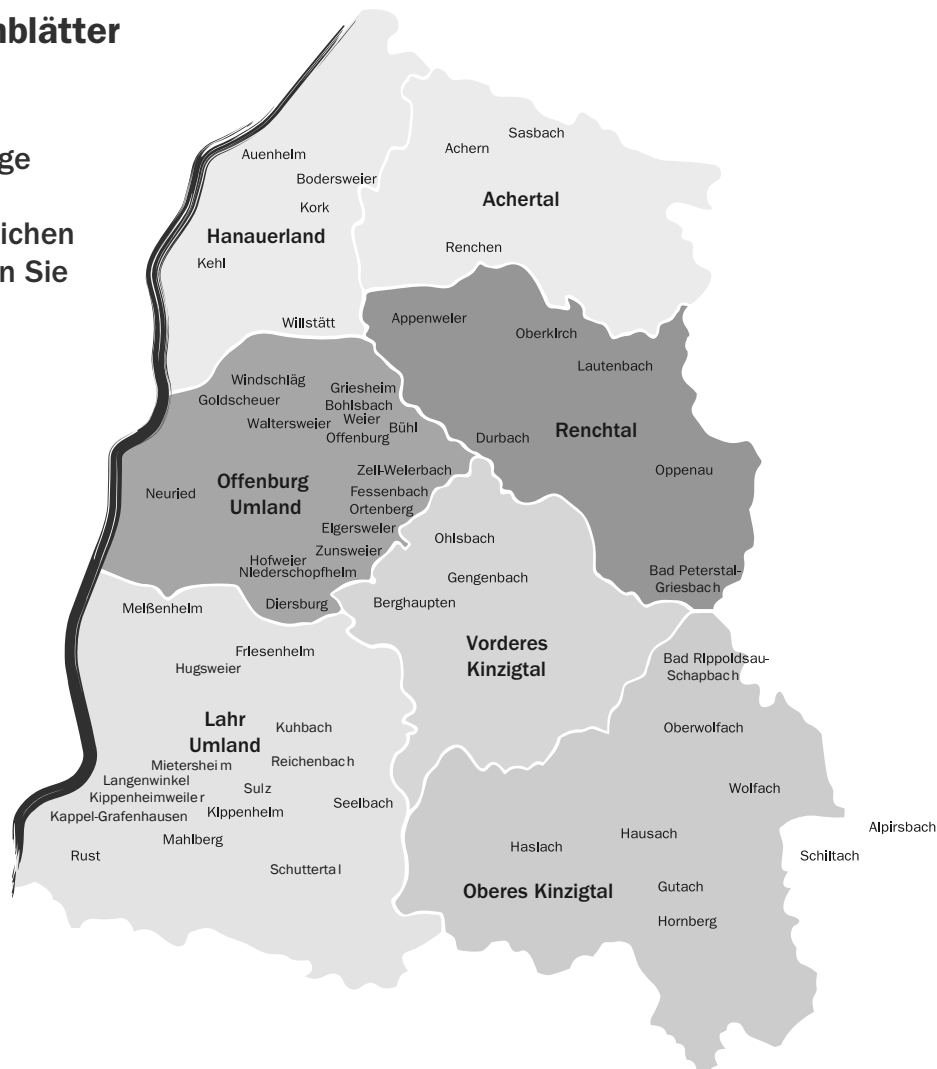 nblätter
ge
ichen
n Sie
Auenheim
Bodersweier
Kork
Hanauerland
Kehl
Willstätt
Sasbach
Achern
Achertal
Renchen
Appenweier
Oberkirch
Lautenbach
Durbach
Renchtal
Oppenau
Bad Peterstal-
Griesbach
Windschläg
Goldscheuer
Griesheim
Bohlsbach
Waltersweier
Weier
Bühl
Offenburg
Zell-Weierbach
Neuried
Offenburg
Umland
Fessenbach
Ortenberg
Elgersweier
Zunsweier
Hofweier
Niederschopfheim
Diersburg
Ohlsbach
Gengenbach
Berghaupten
Vorderes
Kinzigtal
Meißenheim
Friesenheim
Hugsweier
Lahr
Umland
Kuhbach
Mietersheim
Reichenbach
Langenwinkel
Sulz
Kippenheimweiler
Seelbach
Kappel-Grafenhausen
Kippenheim
Mahlberg
Rust
Schuttertal
Bad Rippoldsau-
Schapbach
Oberwolfach
Wolfach
Alpirsbach
Schiltach
Hausach
Haslach
Oberes Kinzigtal
Gutach
Hornberg